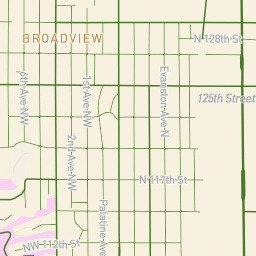 BROADVIEW
N 128th St
6th Ave NW
1st Ave NW
Evanston Ave N
125th Street
2nd Ave NW
N 117th St
Palatine Ave
NW 112th St